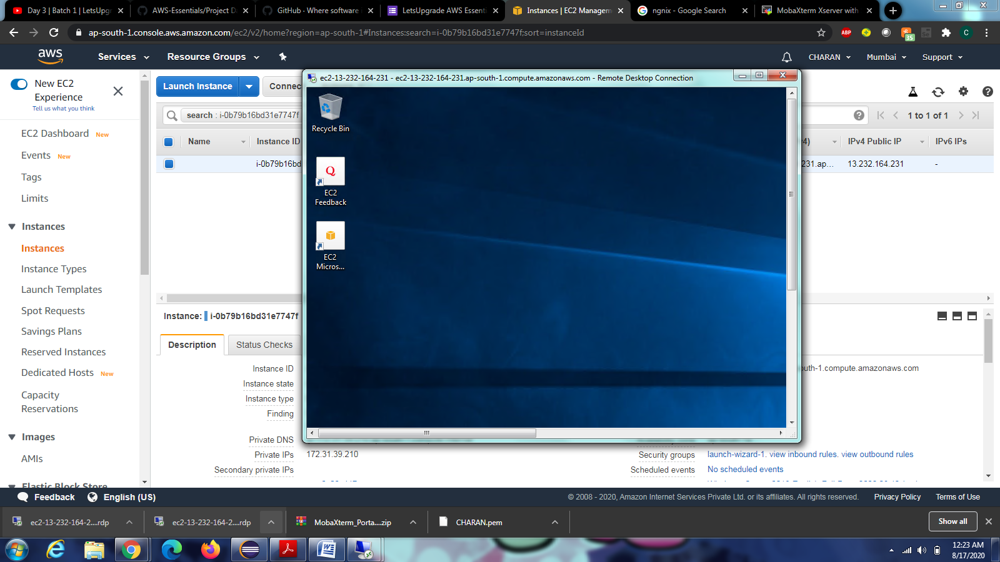 Day 3 | Batch 1 | LetsUpgr
AWS-Essentials/Project D
GitHub · Where software
LetsUpgrade AWS Essenti
Instances | EC2 Managem
ngnix - Google Search
MobaXterm Xserver with
ap-south-1.console.aws.amazon.com/ec2/v2/home?region=ap-south-1#Instances:search=i-0b79b16bd31e7747f;sort=instanceId
ABP
35
C
aws
Services
Resource Groups
CHARAN
Mumbai
Support
New EC2
Experience
Tell us what you think
EC2 Dashboard New
Events New
Tags
Limits
Instances
Instances
Instance Types
Launch Templates
Spot Requests
Savings Plans
Reserved Instances
Dedicated Hosts New
Capacity
Reservations
Images
AMIs
Elastic Block Store
Launch Instance
Connec
search : i-0b79b16bd31e7747f
1 to 1 of 1
Name
Instance ID
4)
IPv4 Public IP
IPv6 IPs
i-0b79b16bd
231.ap...
13.232.164.231
-
ec2-13-232-164-231 - ec2-13-232-164-231.ap-south-1.compute.amazonaws.com - Remote Desktop Connection
Recycle Bin
Q
EC2
Feedback
EC2
Micros...
Instance: i-0b79b16bd31e7747f
Description
Status Checks
Instance ID
outh-1.compute.amazonaws.com
Instance state
Instance type
Finding
Private DNS
Private IPs
172.31.39.210
Security groups
launch-wizard-1. view inbound rules. view outbound rules
Secondary private IPs
Scheduled events
No scheduled events
Feedback
English (US)
© 2008 - 2020, Amazon Internet Services Private Ltd. or its affiliates. All rights reserved.
Privacy Policy
Terms of Use
ec2-13-232-164-2....rdp
ec2-13-232-164-2....rdp
MobaXterm_Porta....zip
CHARAN.pem
Show all
12:23 AM
8/17/2020